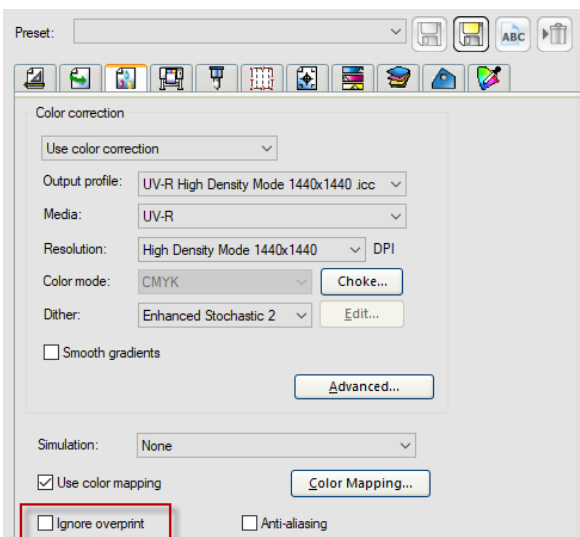 Preset:
ABC
Color correction
Use color correction
Output profile: UV-R High Density Mode 1440x1440 .icc
Media: UV-R
Resolution: High Density Mode 1440x1440 DPI
Color mode: CMYK Choke...
Dither: Enhanced Stochastic 2 Edit...
Smooth gradients
Advanced...
Simulation: None
Use color mapping Color Mapping...
Ignore overprint Anti-aliasing